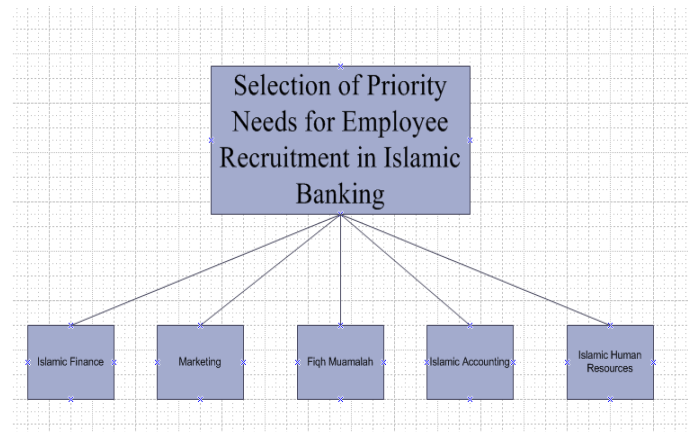 Selection of Priority
Needs for Employee
Recruitment in Islamic
Banking
Islamic Finance
Marketing
Fiqh Muamalah
Islamic Accounting
Islamic Human
Resources